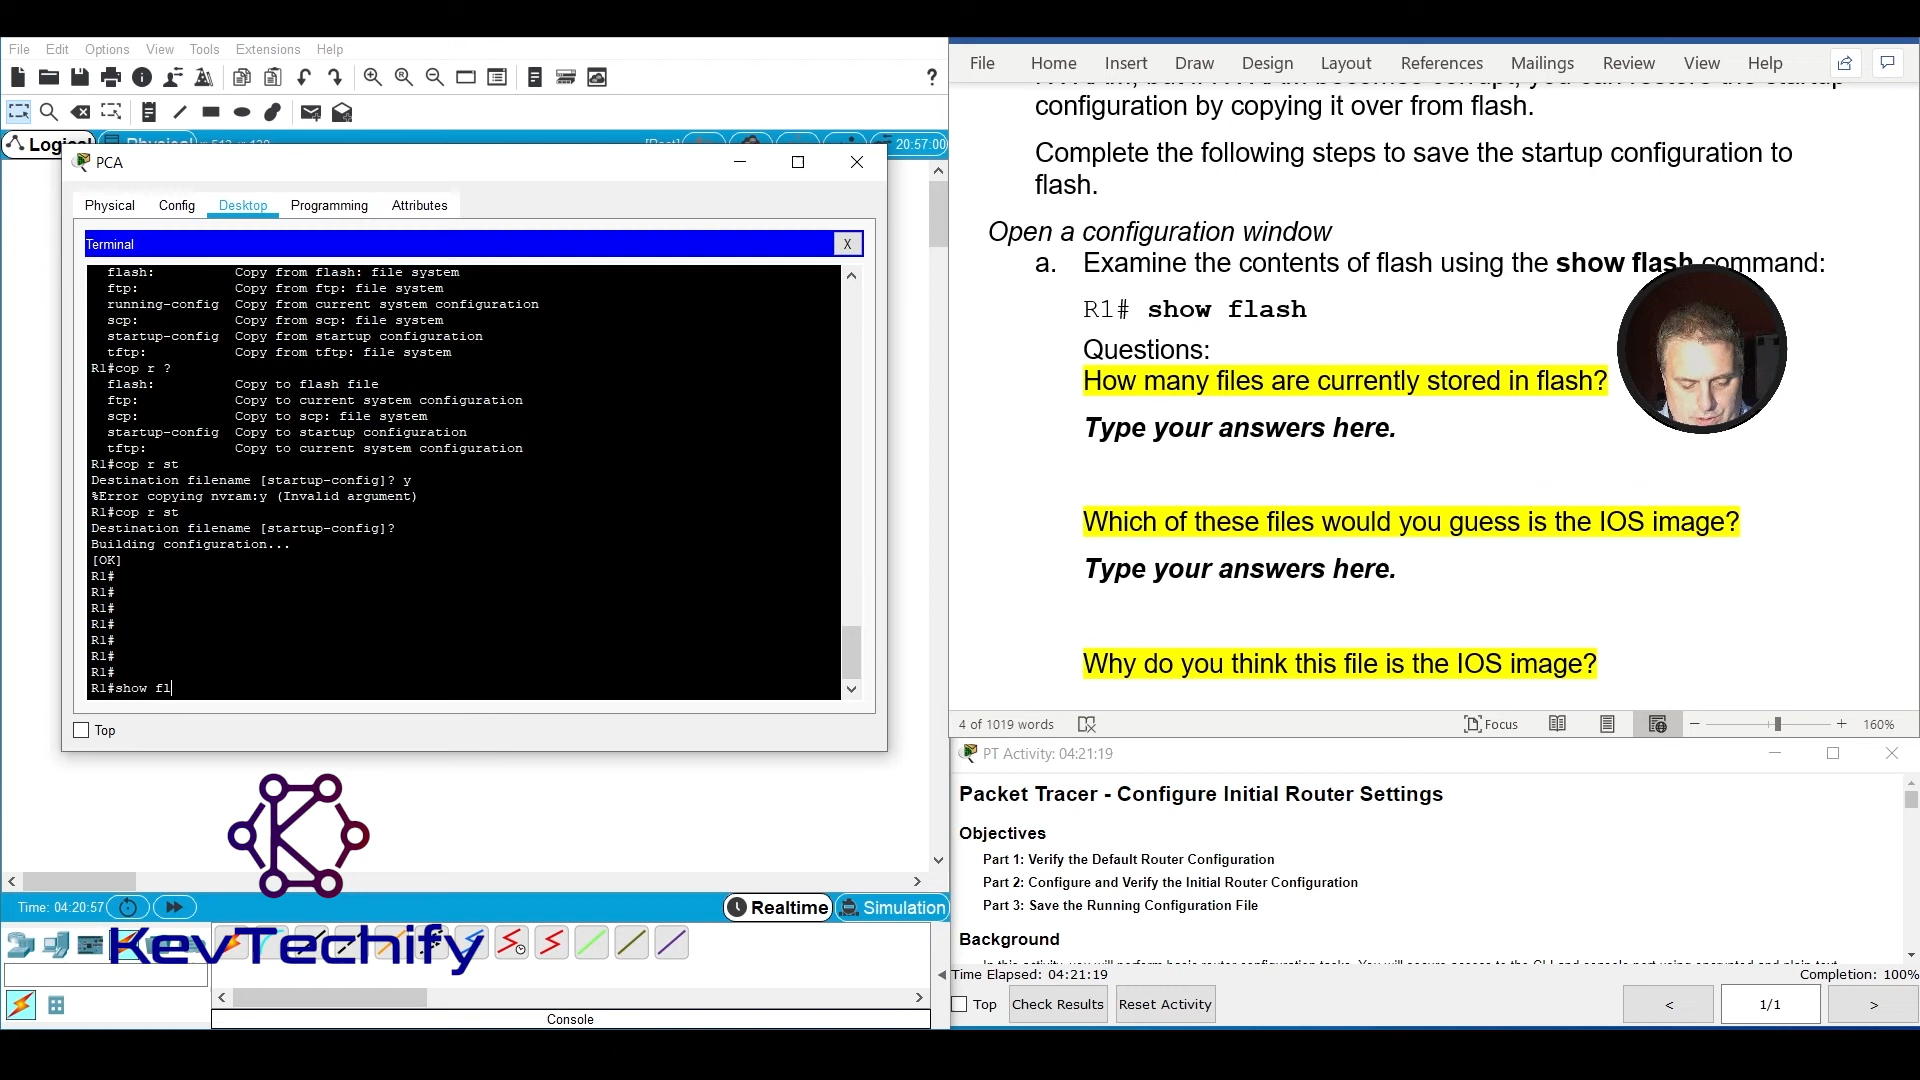 File Edit Options View Tools Extensions Help
?
Logical
Physical
[Root]
20:57:00
PCA
Physical Config Desktop Programming Attributes
Terminal
X
flash: Copy from flash: file system
ftp: Copy from ftp: file system
running-config Copy from current system configuration
scp: Copy from scp: file system
startup-config Copy from startup configuration
tftp: Copy from tftp: file system
R1#cop r ?
flash: Copy to flash file
ftp: Copy to current system configuration
scp: Copy to scp: file system
startup-config Copy to startup configuration
tftp: Copy to current system configuration
R1#cop r st
Destination filename [startup-config]? y
%Error copying nvram:y (Invalid argument)
R1#cop r st
Destination filename [startup-config]?
Building configuration...
[OK]
R1#
R1#
R1#
R1#
R1#
R1#
R1#
R1#show fl
Top
Time: 04:20:57
Realtime
Simulation
KevTechify
Console
File Home Insert Draw Design Layout References Mailings Review View Help
configuration by copying it over from flash.
Complete the following steps to save the startup configuration to
flash.
Open a configuration window
a. Examine the contents of flash using the show flash command:
R1# show flash
Questions:
How many files are currently stored in flash?
Type your answers here.
Which of these files would you guess is the IOS image?
Type your answers here.
Why do you think this file is the IOS image?
4 of 1019 words
Focus
160%
PT Activity: 04:21:19
Packet Tracer - Configure Initial Router Settings
Objectives
Part 1: Verify the Default Router Configuration
Part 2: Configure and Verify the Initial Router Configuration
Part 3: Save the Running Configuration File
Background
Time Elapsed: 04:21:19
Completion: 100%
Top
Check Results
Reset Activity
<
1/1
>